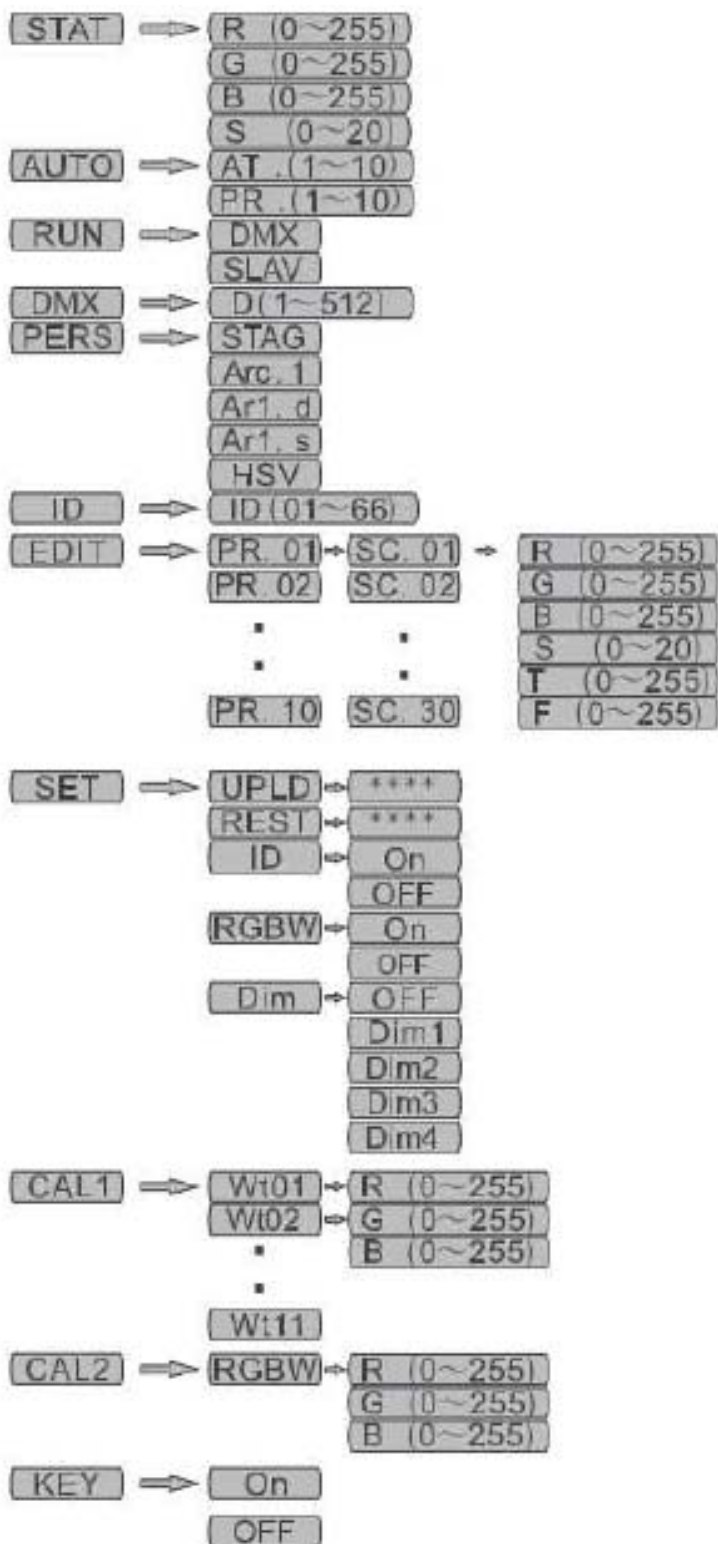 STAT R (0~255)
G (0~255)
B (0~255)
S (0~20)
AUTO AT .(1~10)
PR .(1~10)
RUN DMX
SLAV
DMX D(1~512)
PERS STAG
Arc. 1
Ar1. d
Ar1. s
HSV
ID ID(01~66)
EDIT PR. 01 SC. 01 R (0~255)
PR 02 SC. 02 G (0~255)
B (0~255)
S (0~20)
T (0~255)
PR. 10 SC. 30 F (0~255)
SET UPLD ****
REST ****
ID On
OFF
RGBW On
OFF
Dim OFF
Dim1
Dim2
Dim3
Dim4
CAL1 Wt01 R (0~255)
Wt02 G (0~255)
B (0~255)
Wt11
CAL2 RGBW R (0~255)
G (0~255)
B (0~255)
KEY On
OFF